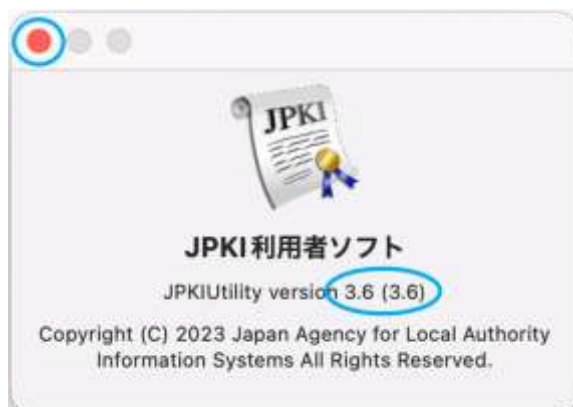 JPKI
JPKI利用者ソフト
JPKIUtility version 3.6 (3.6)
Copyright (C) 2023 Japan Agency for Local Authority
Information Systems All Rights Reserved.